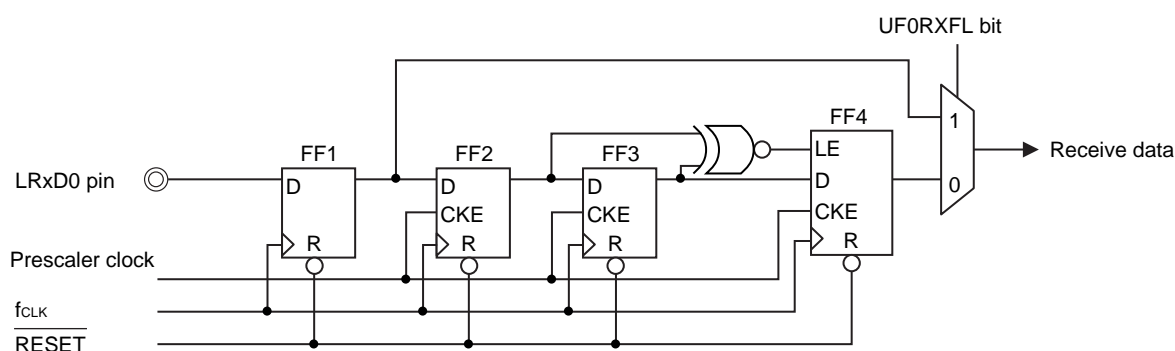 UF0RXFL bit
FF1
FF2
FF3
FF4
1
LE
Receive data
LRxD0 pin
D
D
D
D
0
CKE
CKE
CKE
R
R
R
R
Prescaler clock
fCLK
RESET